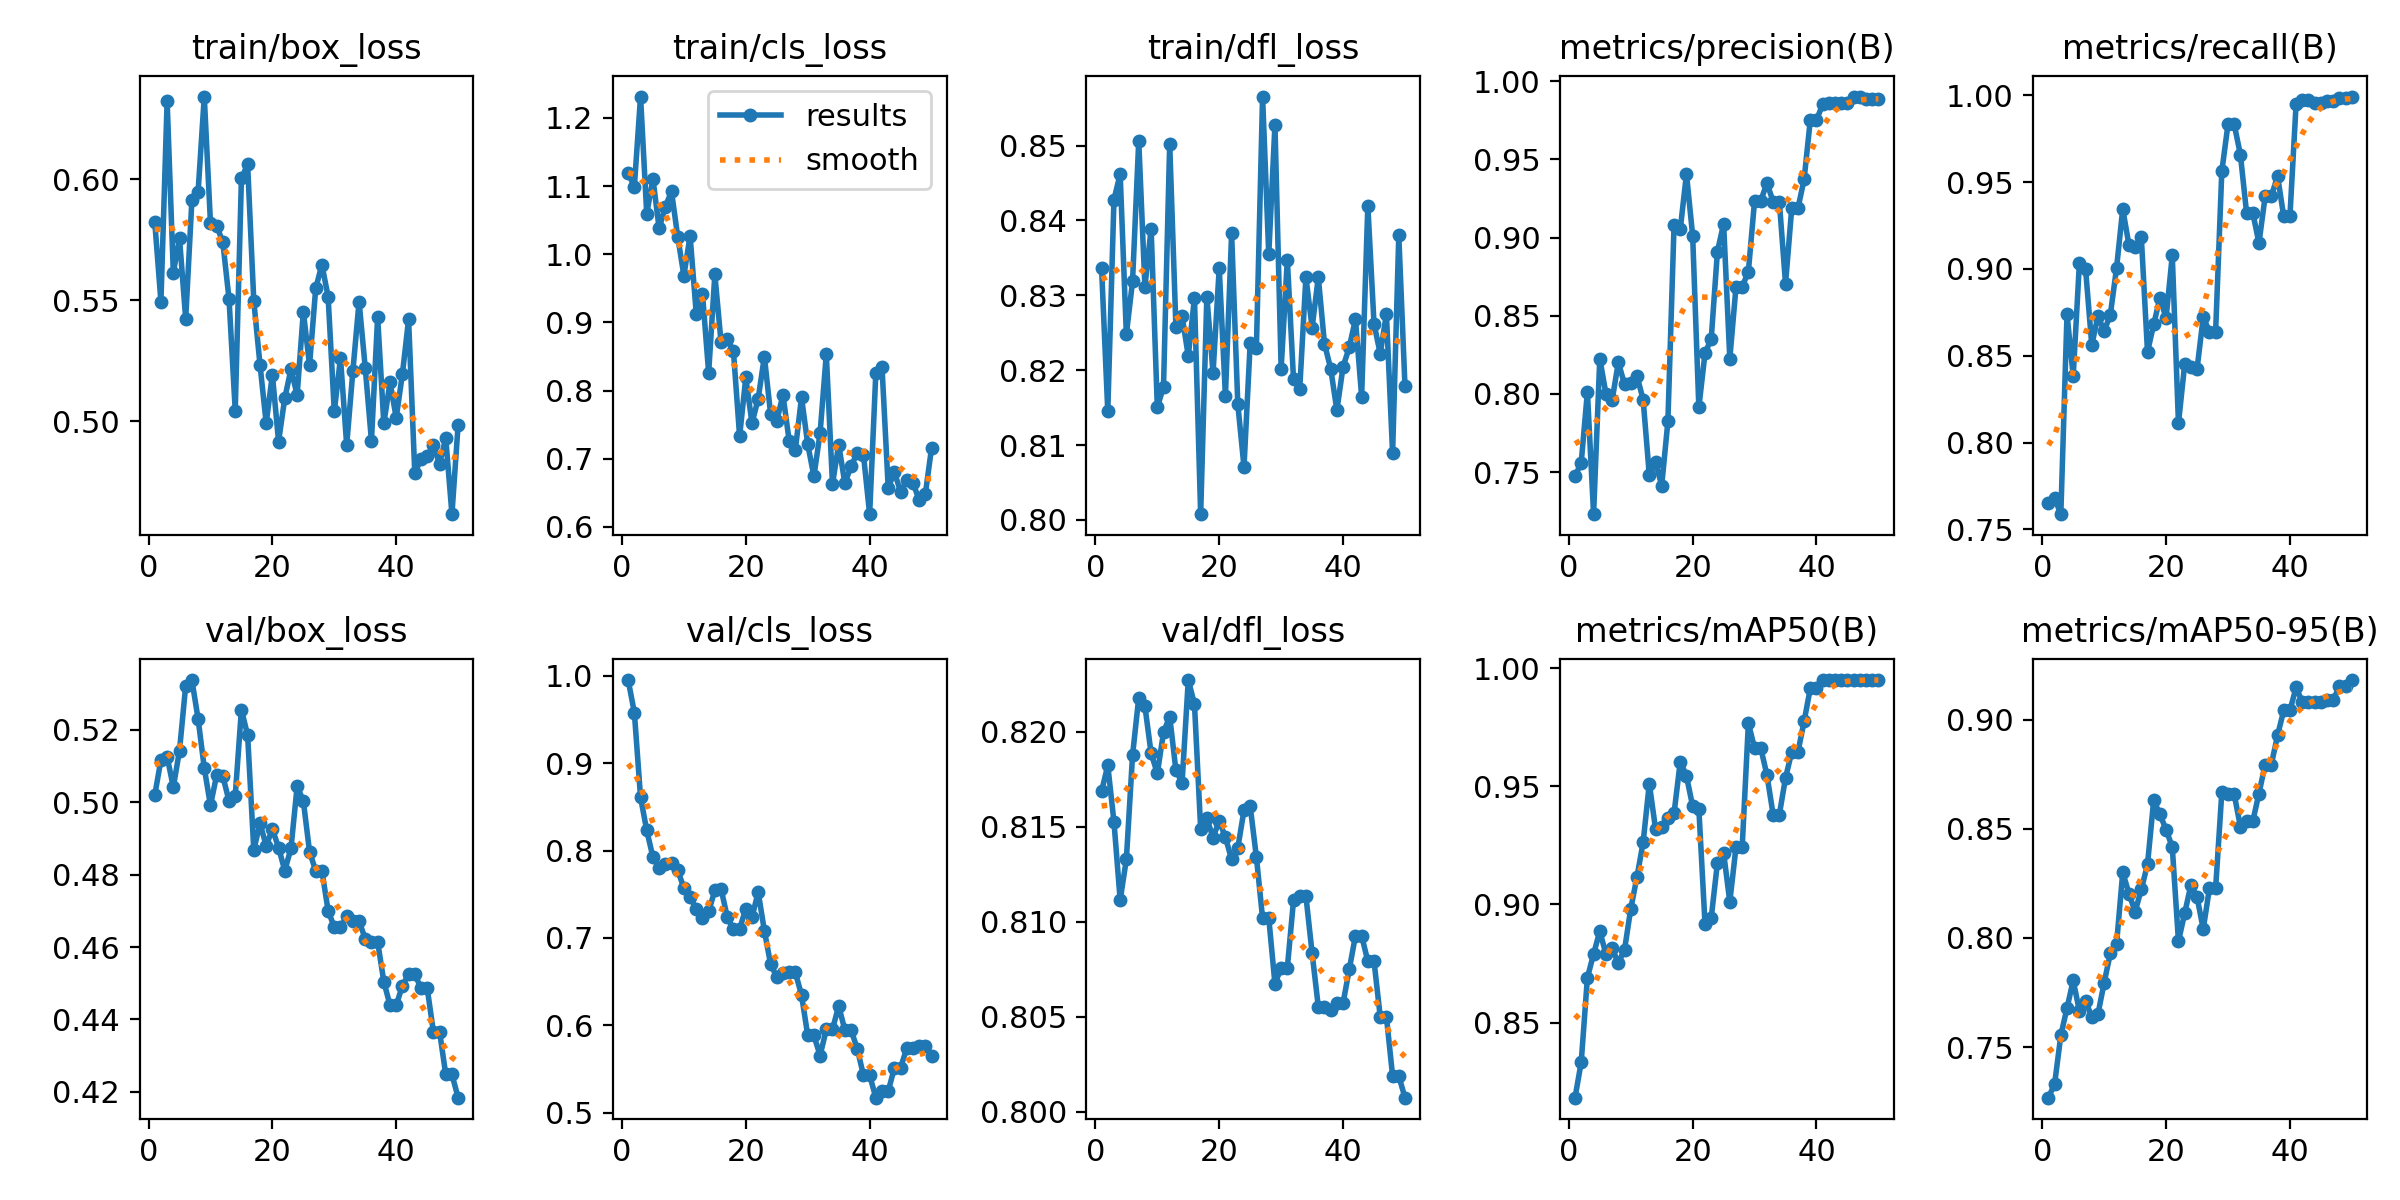 train/box_loss
train/cls_loss
train/dfl_loss
metrics/precision(B)
metrics/recall(B)
0.60
0.55
0.50
0 20 40
results
smooth
1.2
1.1
1.0
0.9
0.8
0.7
0.6
0 20 40
0.85
0.84
0.83
0.82
0.81
0.80
0 20 40
1.00
0.95
0.90
0.85
0.80
0.75
0 20 40
1.00
0.95
0.90
0.85
0.80
0.75
0 20 40
val/box_loss
val/cls_loss
val/dfl_loss
metrics/mAP50(B)
metrics/mAP50-95(B)
0.52
0.50
0.48
0.46
0.44
0.42
0 20 40
1.0
0.9
0.8
0.7
0.6
0.5
0 20 40
0.820
0.815
0.810
0.805
0.800
0 20 40
1.00
0.95
0.90
0.85
0 20 40
0.90
0.85
0.80
0.75
0 20 40